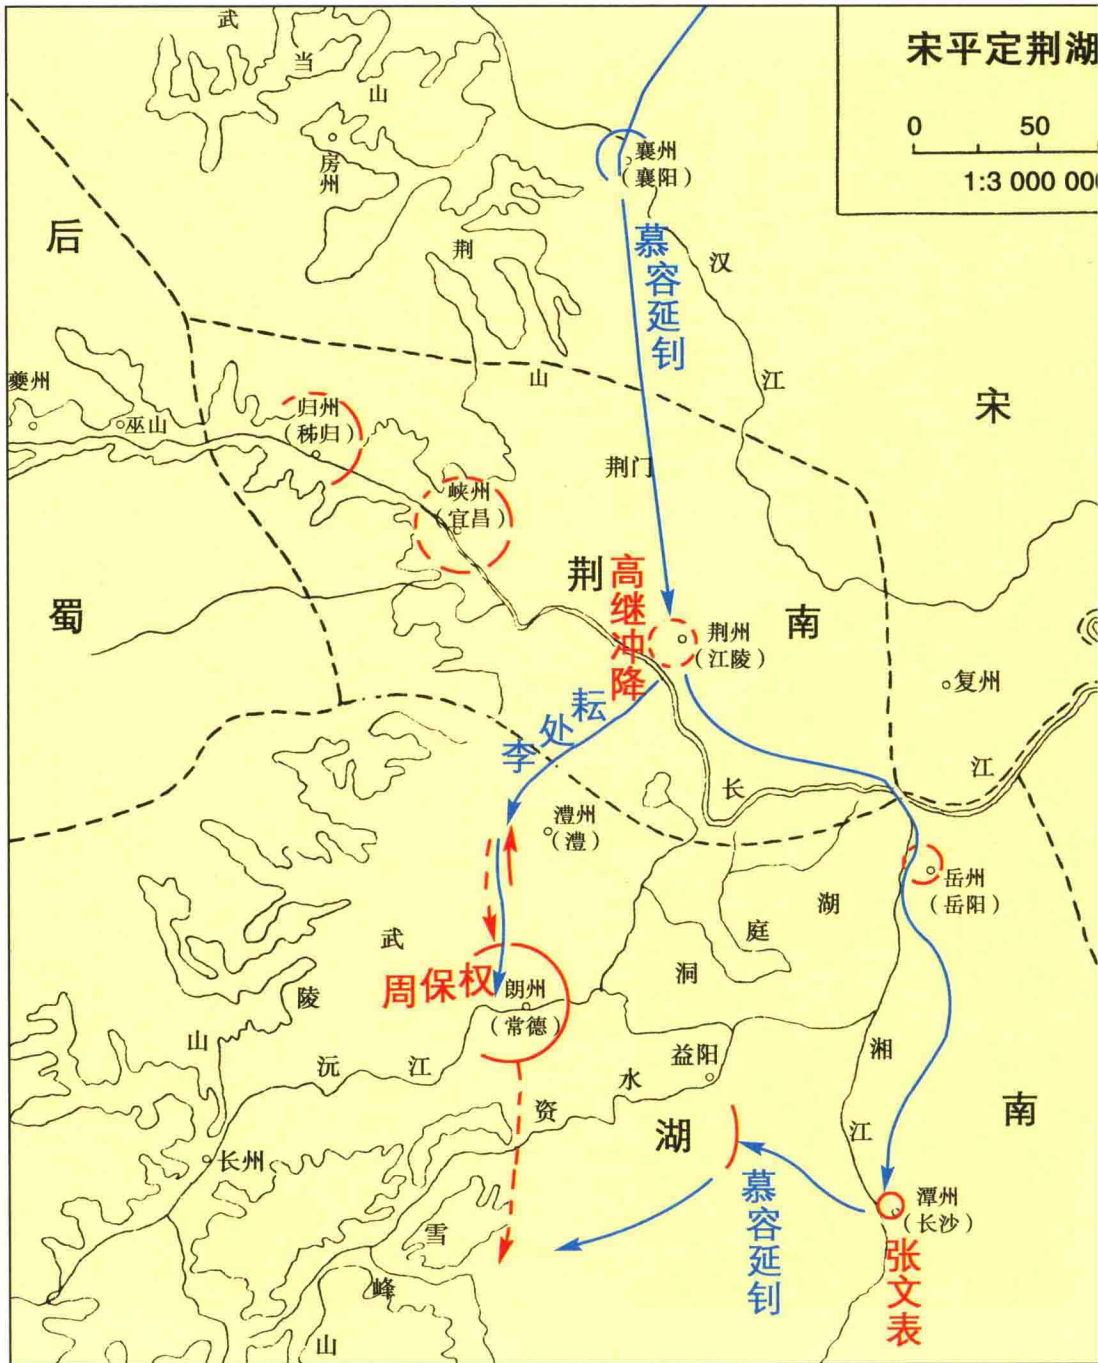 宋平定荆湖
0 50
1:3 000 000
武当山
房州
襄州
（襄阳）
后蜀
荆山
慕容延钊
汉江
宋
夔州
巫山
归州
（秭归）
峡州
（宜昌）
荆门
荆南
高继冲降
荆州
（江陵）
复州
李处耘
长江
澧州
（澧）
岳州
（岳阳）
洞庭湖
武陵山
周保权
朗州
（常德）
沅江
益阳
资水
湘江
湖南
长州
潭州
（长沙）
慕容延钊
张文表
雪峰山